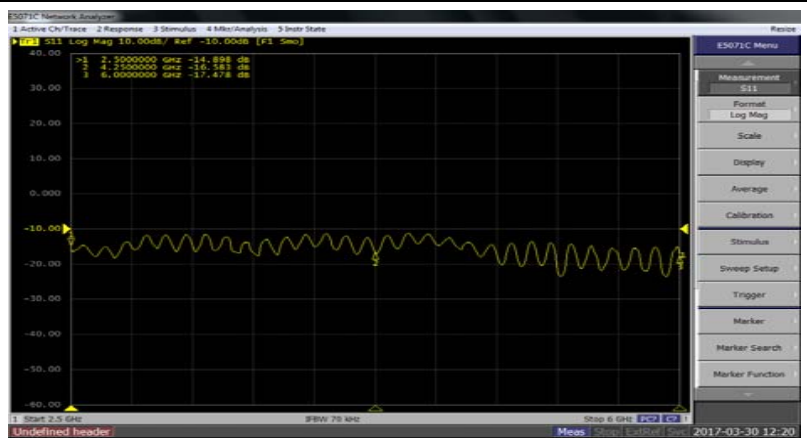 E5071C Network Analyzer
1 Active Ch/Trace 2 Response 3 Stimulus 4 Mkr/Analysis 5 Instr State
Resize
Tr1 S11 Log Mag 10.00dB/ Ref -10.00dB [F1 Smo]
>1 2.5000000 GHz -14.898 dB
2 4.2500000 GHz -16.583 dB
3 6.0000000 GHz -17.478 dB
40.00
30.00
20.00
10.00
0.000
-10.00
-20.00
-30.00
-40.00
-50.00
-60.00
1 Start 2.5 GHz
IFBW 70 kHz
Stop 6 GHz
Undefined header
Meas Stop ExtRef Svc 2017-03-30 12:20
E5071C Menu
Measurement
S11
Format
Log Mag
Scale
Display
Average
Calibration
Stimulus
Sweep Setup
Trigger
Marker
Marker Search
Marker Function